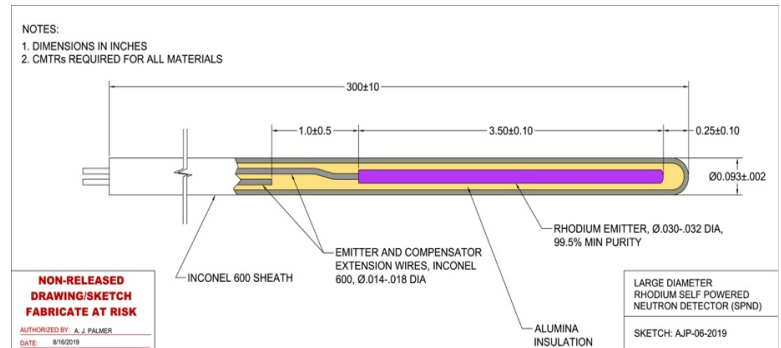 NOTES:
1. DIMENSIONS IN INCHES
2. CMTRs REQUIRED FOR ALL MATERIALS
300±10
1.0±0.5
3.50±0.10
0.25±0.10
Ø0.093±.002
RHODIUM EMITTER, Ø.030-.032 DIA,
99.5% MIN PURITY
EMITTER AND COMPENSATOR
EXTENSION WIRES, INCONEL
600, Ø.014-.018 DIA
INCONEL 600 SHEATH
ALUMINA
INSULATION
NON-RELEASED
DRAWING/SKETCH
FABRICATE AT RISK
AUTHORIZED BY: A. J. PALMER
DATE: 8/16/2019
LARGE DIAMETER
RHODIUM SELF POWERED
NEUTRON DETECTOR (SPND)
SKETCH: AJP-06-2019